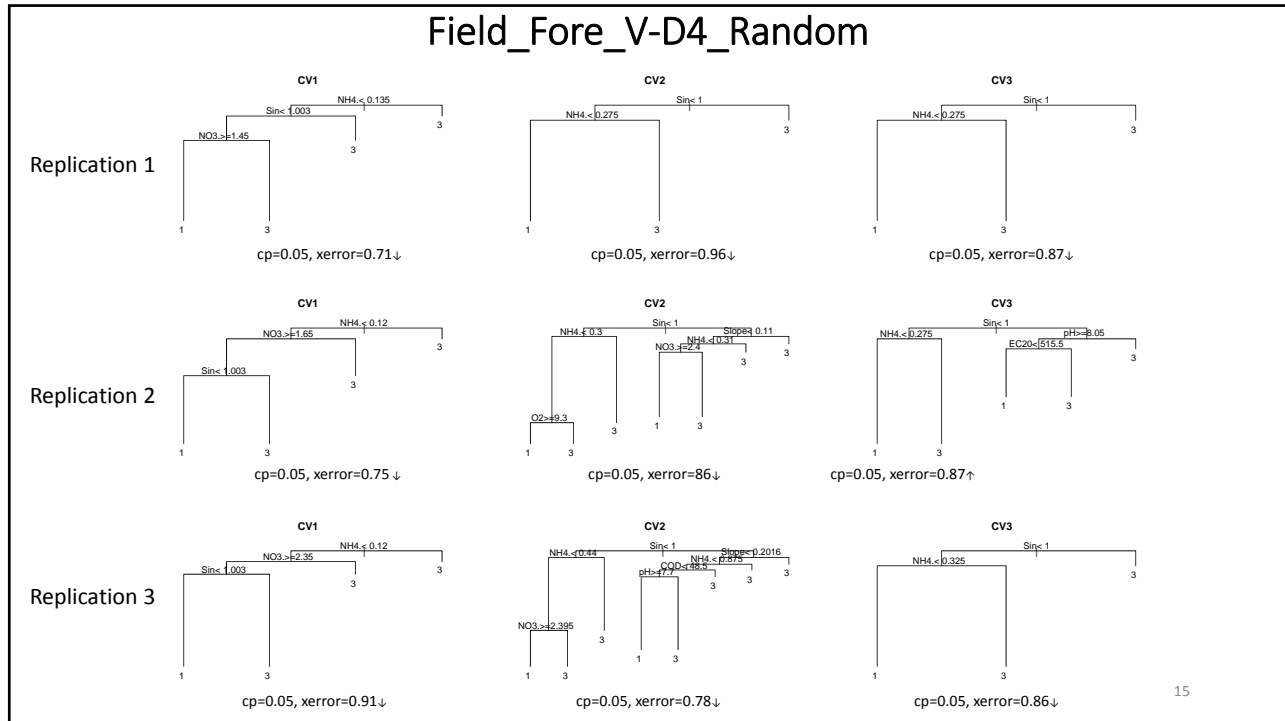 Field_Fore_V-D4_Random
CV1
CV2
CV3
Replication 1
NH4.< 0.135
Sin< 1.003
NO3.>=1.45
1
3
3
3
Sin< 1
NH4.< 0.275
1
3
3
Sin< 1
NH4.< 0.275
1
3
3
cp=0.05, xerror=0.71↓
cp=0.05, xerror=0.96↓
cp=0.05, xerror=0.87↓
CV1
CV2
CV3
Replication 2
NH4.< 0.12
NO3.>=1.65
Sin< 1.003
1
3
3
3
Sin< 1
NH4.< 0.3
O2>=9.3
1
3
3
Slope< 0.11
NH4.< 0.31
NO3.>=2.4
1
3
3
3
Sin< 1
NH4.< 0.275
1
3
pH>=8.05
EC20< 515.5
1
3
3
cp=0.05, xerror=0.75 ↓
cp=0.05, xerror=86↓
cp=0.05, xerror=0.87↑
CV1
CV2
CV3
Replication 3
NH4.< 0.12
NO3.>=2.35
Sin< 1.003
1
3
3
3
Sin< 1
NH4.< 0.44
NO3.>=2.395
1
3
3
Slope< 0.2016
NH4.< 0.875
COD< 48.5
pH>=7.7
1
3
3
3
3
Sin< 1
NH4.< 0.325
1
3
3
cp=0.05, xerror=0.91↓
cp=0.05, xerror=0.78↓
cp=0.05, xerror=0.86↓
15